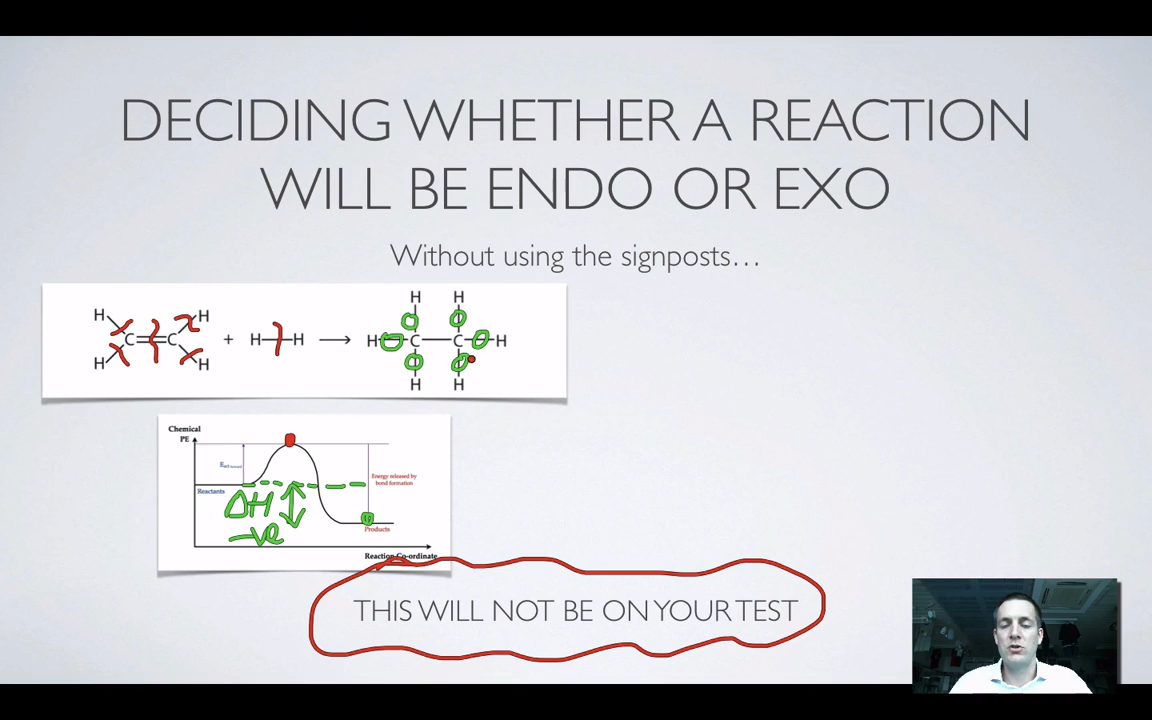 DECIDING WHETHER A REACTION
WILL BE ENDO OR EXO
Without using the signposts...
H H H H
H C C H + H H → H C C H
H H H H
Chemical
PE
Reactants
ΔH
-ve
Energy released by
bond formation
Products
Reaction Co-ordinate
THIS WILL NOT BE ON YOUR TEST